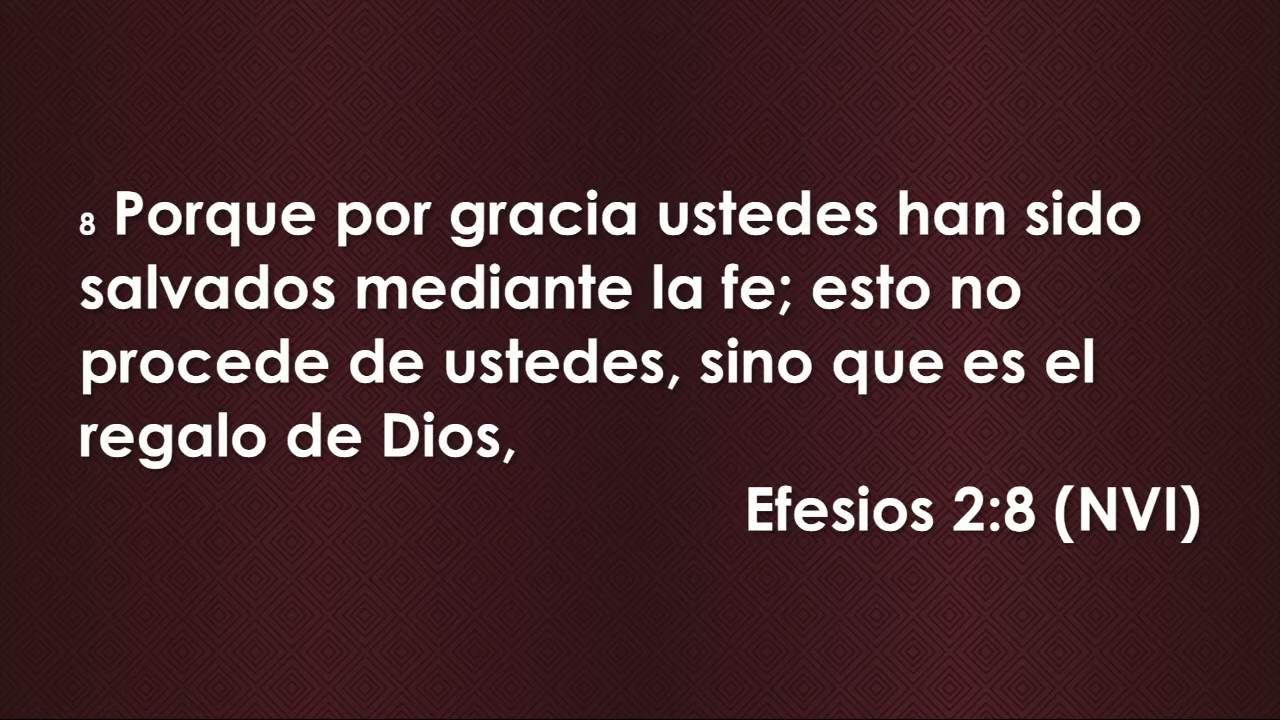 8 Porque por gracia ustedes han sido
salvados mediante la fe; esto no
procede de ustedes, sino que es el
regalo de Dios,
Efesios 2:8 (NVI)